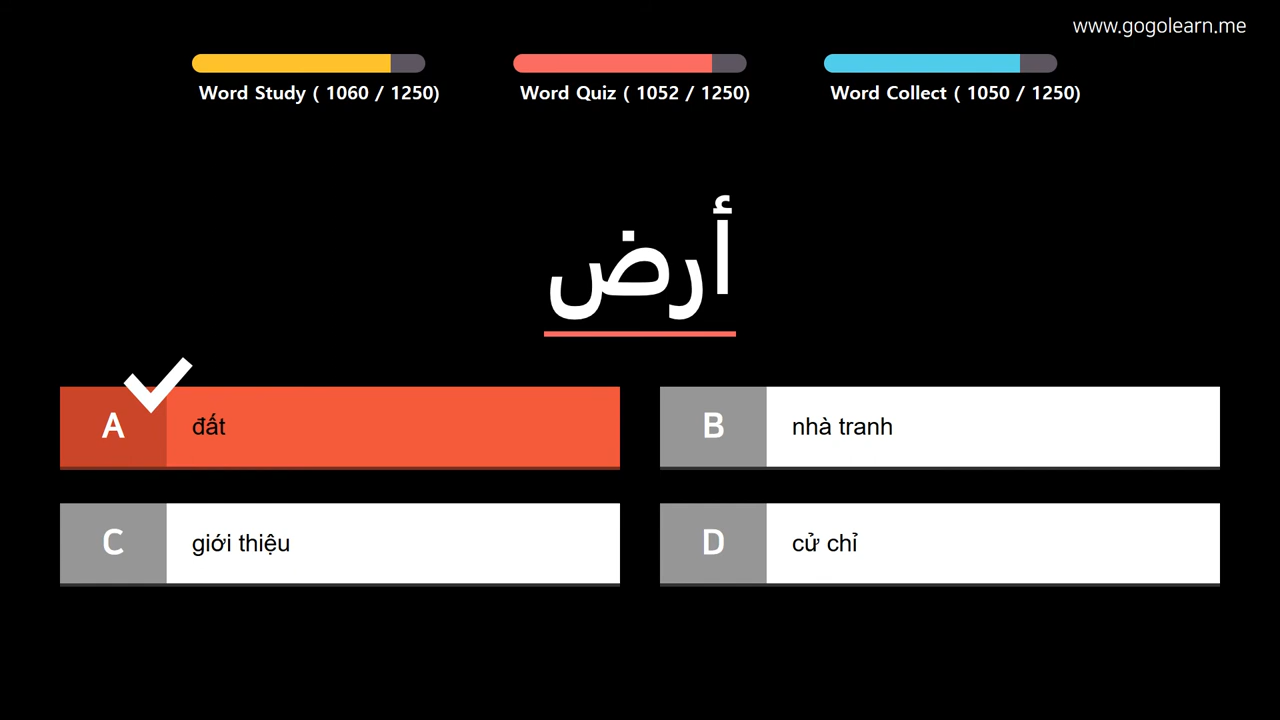 www.gogolearn.me
Word Study ( 1060 / 1250)
Word Quiz ( 1052 / 1250)
Word Collect ( 1050 / 1250)
أرض
A đất
B nhà tranh
C giới thiệu
D cử chỉ